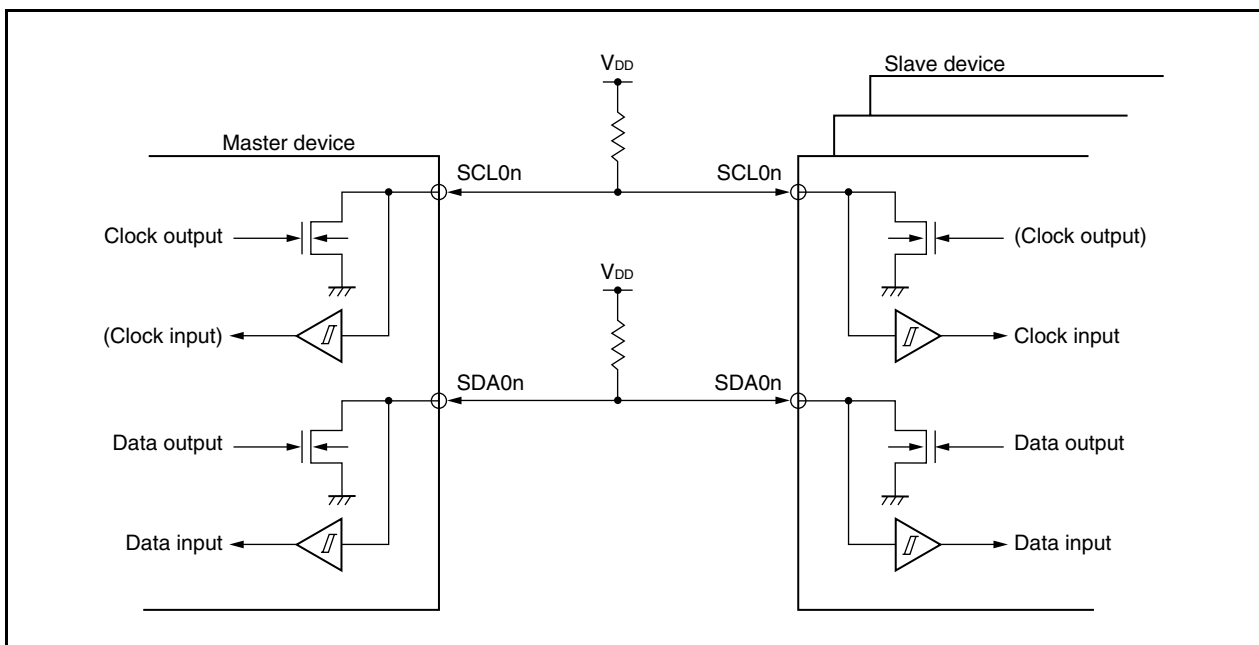 VDD
Slave device
Master device
SCL0n
SCL0n
Clock output
(Clock output)
VDD
(Clock input)
Clock input
SDA0n
SDA0n
Data output
Data output
Data input
Data input